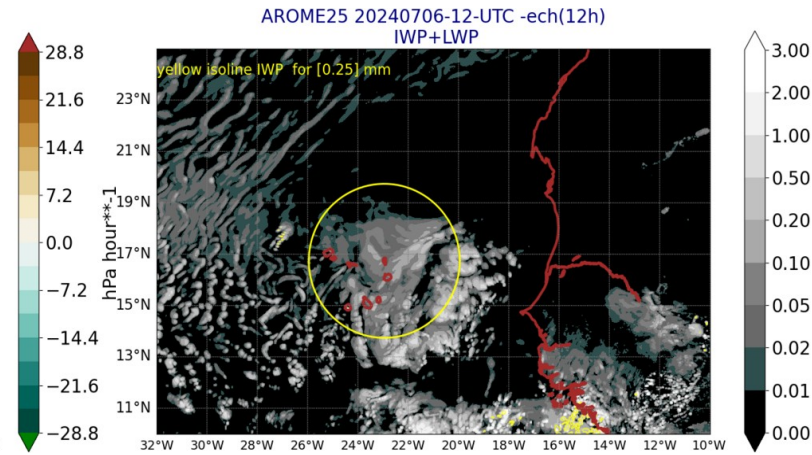 AROME25 20240706-12-UTC -ech(12h)
IWP+LWP
yellow isoline IWP  for [0.25] mm
28.8
21.6
14.4
7.2
0.0
−7.2
−14.4
−21.6
−28.8
hPa hour**-1
23°N
21°N
19°N
17°N
15°N
13°N
11°N
32°W 30°W 28°W 26°W 24°W 22°W 20°W 18°W 16°W 14°W 12°W 10°W
3.00
2.00
1.00
0.50
0.20
0.10
0.05
0.02
0.01
0.00